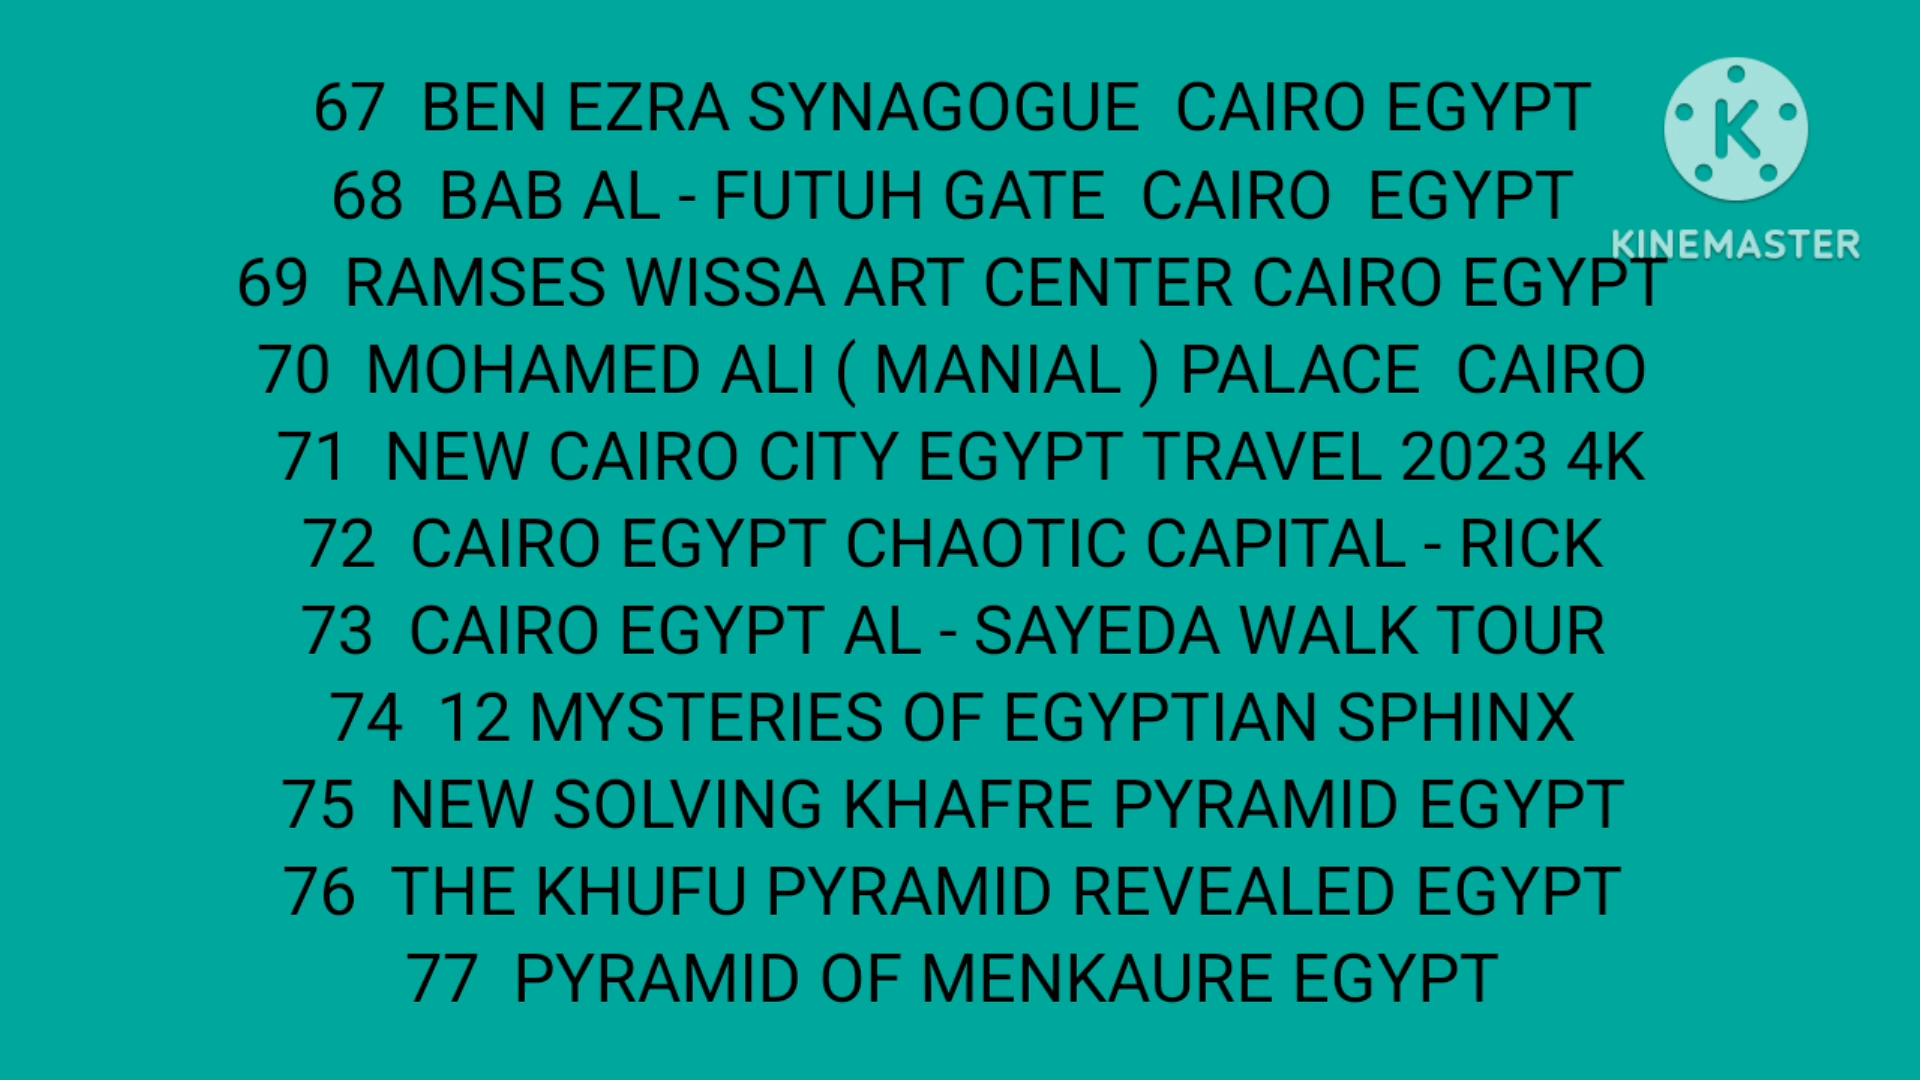 67 BEN EZRA SYNAGOGUE CAIRO EGYPT
68 BAB AL - FUTUH GATE CAIRO EGYPT
KINEMASTER
69 RAMSES WISSA ART CENTER CAIRO EGYPT
70 MOHAMED ALI ( MANIAL ) PALACE CAIRO
71 NEW CAIRO CITY EGYPT TRAVEL 2023 4K
72 CAIRO EGYPT CHAOTIC CAPITAL - RICK
73 CAIRO EGYPT AL - SAYEDA WALK TOUR
74 12 MYSTERIES OF EGYPTIAN SPHINX
75 NEW SOLVING KHAFRE PYRAMID EGYPT
76 THE KHUFU PYRAMID REVEALED EGYPT
77 PYRAMID OF MENKAURE EGYPT